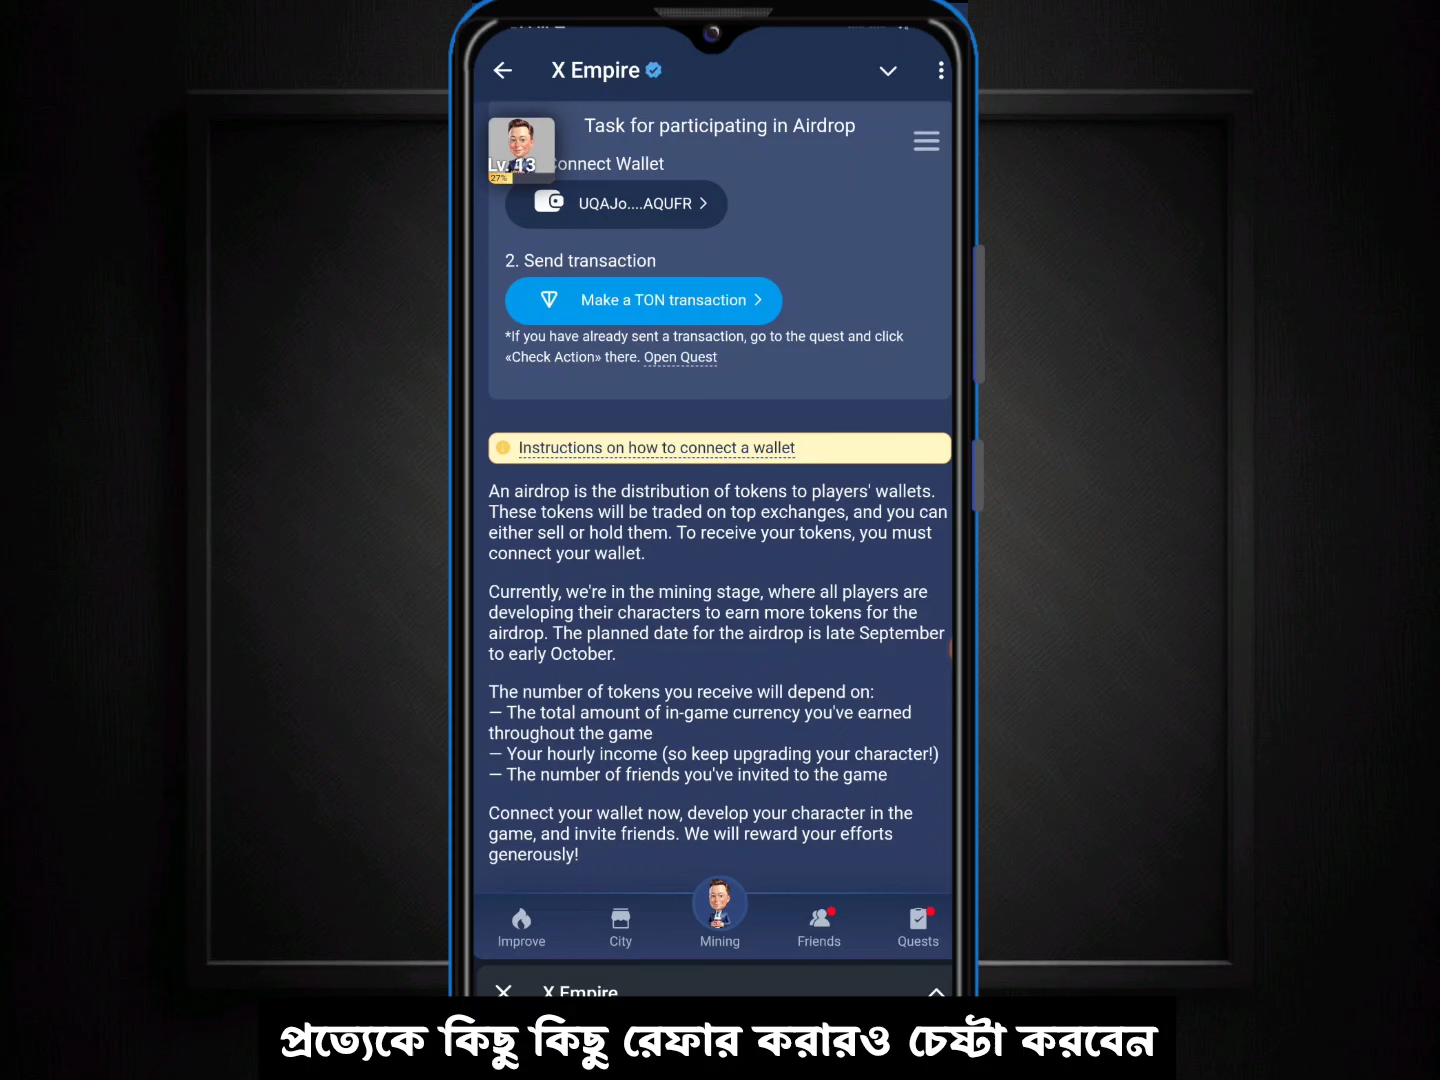 X Empire
Task for participating in Airdrop
Lv. 13
27%
onnect Wallet
UQAJo....AQUFR
2. Send transaction
Make a TON transaction
*If you have already sent a transaction, go to the quest and click
«Check Action» there. Open Quest
Instructions on how to connect a wallet
An airdrop is the distribution of tokens to players' wallets.
These tokens will be traded on top exchanges, and you can
either sell or hold them. To receive your tokens, you must
connect your wallet.
Currently, we're in the mining stage, where all players are
developing their characters to earn more tokens for the
airdrop. The planned date for the airdrop is late September
to early October.
The number of tokens you receive will depend on:
— The total amount of in-game currency you've earned
throughout the game
— Your hourly income (so keep upgrading your character!)
— The number of friends you've invited to the game
Connect your wallet now, develop your character in the
game, and invite friends. We will reward your efforts
generously!
Improve City Mining Friends Quests
X Empire
প্রত্যেকে কিছু কিছু রেফার করারও চেষ্টা করবেন